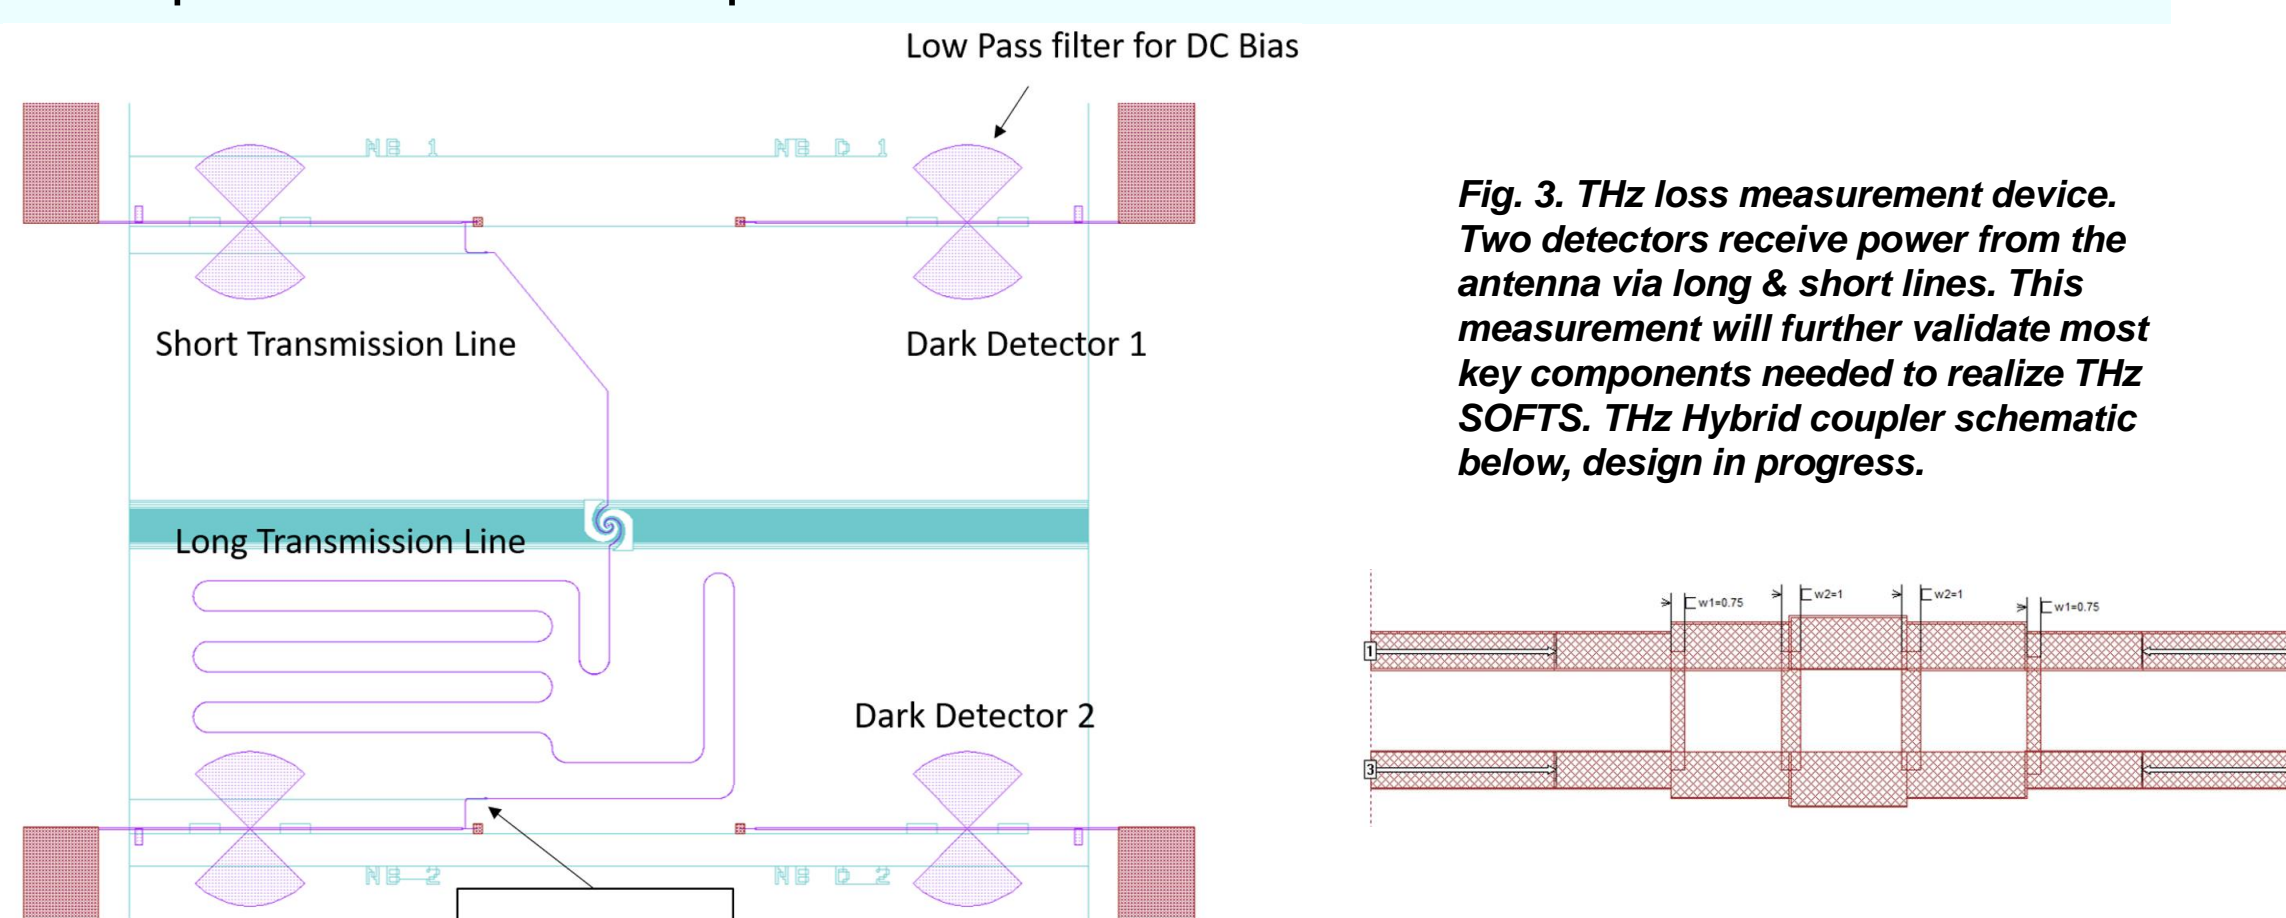 Low Pass filter for DC Bias
NB 1
NB D 1
Short Transmission Line
Dark Detector 1
Long Transmission Line
Dark Detector 2
NB 2
NB D 2
Fig. 3. THz loss measurement device.
Two detectors receive power from the
antenna via long & short lines. This
measurement will further validate most
key components needed to realize THz
SOFTS. THz Hybrid coupler schematic
below, design in progress.
w1=0.75
w2=1
w2=1
w1=0.75
1
3